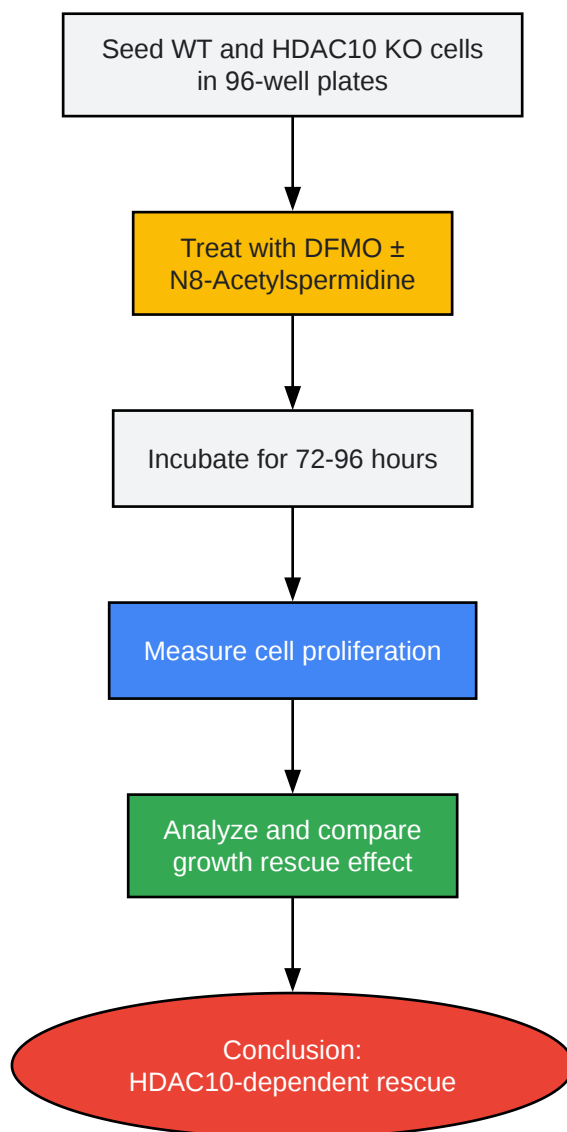 Seed WT and HDAC10 KO cells
in 96-well plates
Treat with DFMO ±
N8-Acetylspermidine
Incubate for 72-96 hours
Measure cell proliferation
Analyze and compare
growth rescue effect
Conclusion:
HDAC10-dependent rescue